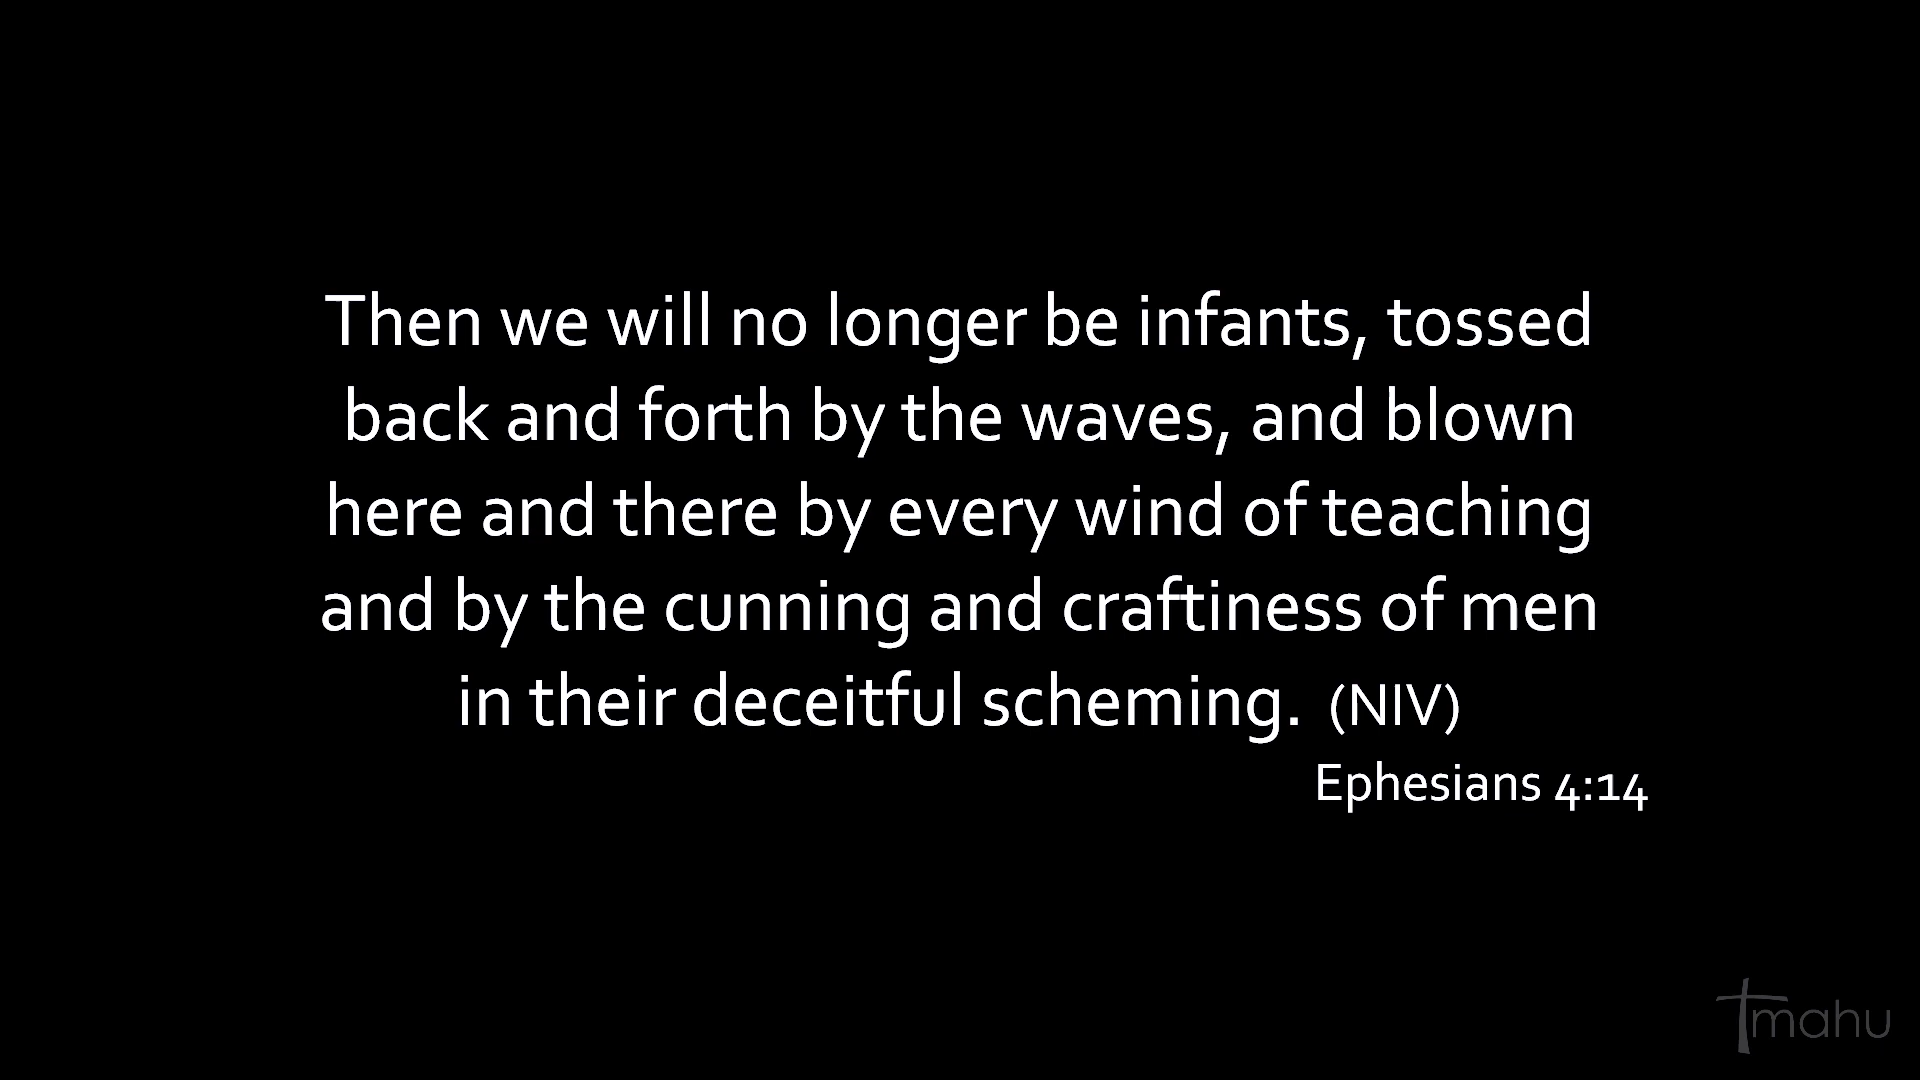 Then we will no longer be infants, tossed
back and forth by the waves, and blown
here and there by every wind of teaching
and by the cunning and craftiness of men
in their deceitful scheming. (NIV)
Ephesians 4:14
mahu